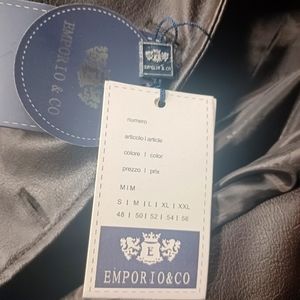 EMPORIO & CO
EMPORIO & CO
numero
articolo | article
colore | color
prezzo | prix
M | M
S | M | L | XL | XXL
48 | 50 | 52 | 54 | 56
E
EMPORIO&CO